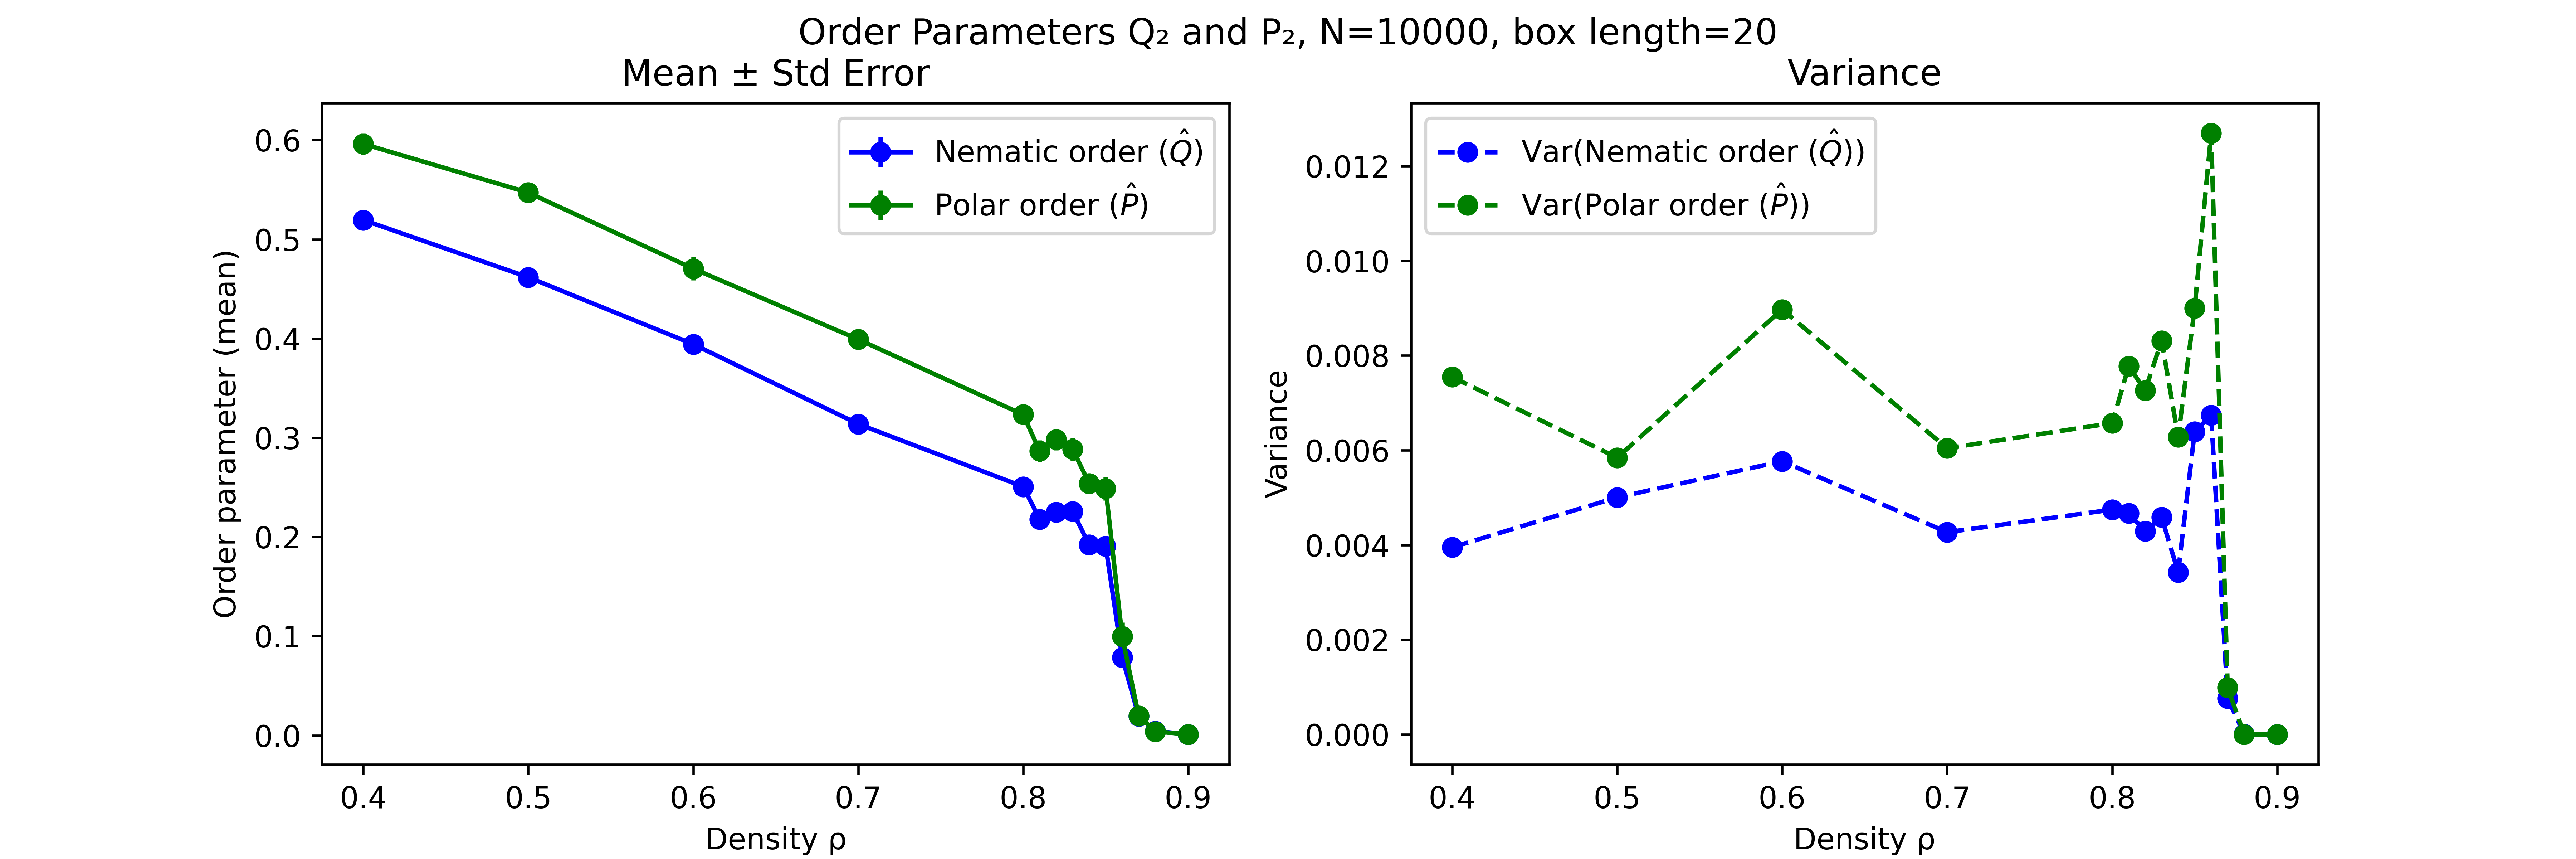 Order Parameters Q₂ and P₂, N=10000, box length=20
Mean ± Std Error
Order parameter (mean)
0.6
0.5
0.4
0.3
0.2
0.1
0.0
Nematic order (Q̂)
Polar order (P̂)
0.4 0.5 0.6 0.7 0.8 0.9
Density ρ
Variance
Variance
0.012
0.010
0.008
0.006
0.004
0.002
0.000
Var(Nematic order (Q̂))
Var(Polar order (P̂))
0.4 0.5 0.6 0.7 0.8 0.9
Density ρ